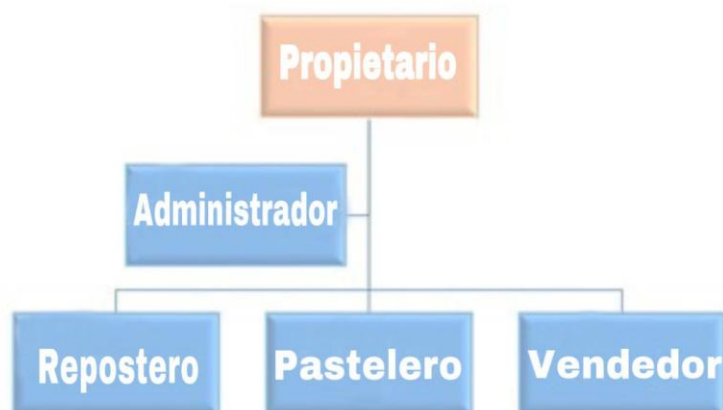 Propietario
Administrador
Repostero
Pastelero
Vendedor